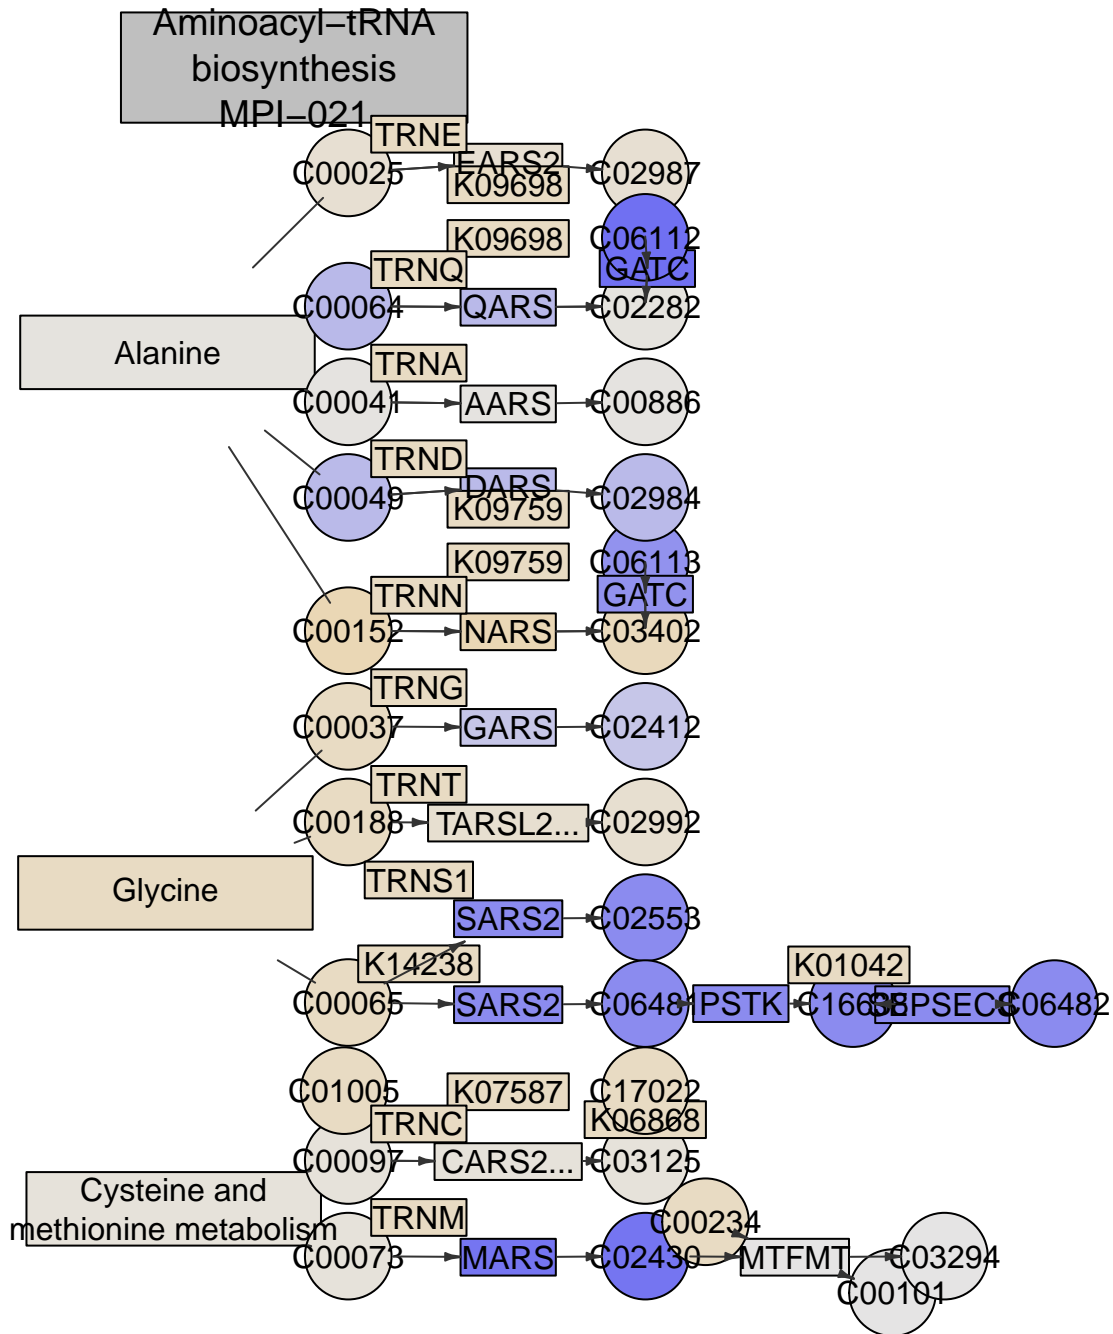 Aminoacyl−tRNA
biosynthesis
MPI−021
TRNE
C00025
EARS2
K09698
C02987
K09698
C06112
TRNQ
GATC
C00064
QARS
C02282
Alanine
TRNA
C00041
AARS
C00886
TRND
C00049
DARS
K09759
C02984
K09759
C06113
TRNN
GATC
C00152
NARS
C03402
TRNG
C00037
GARS
C02412
TRNT
C00188
TARSL2...
C02992
Glycine
TRNS1
SARS2
C02553
K14238
K01042
C00065
SARS2
C06481
PSTK
C16638
SEPSECS
C06482
C01005
K07587
C17022
TRNC
K06868
C00097
CARS2...
C03125
Cysteine and
methionine metabolism
TRNM
C00234
C00073
MARS
C02430
MTFMT
C03294
C00101